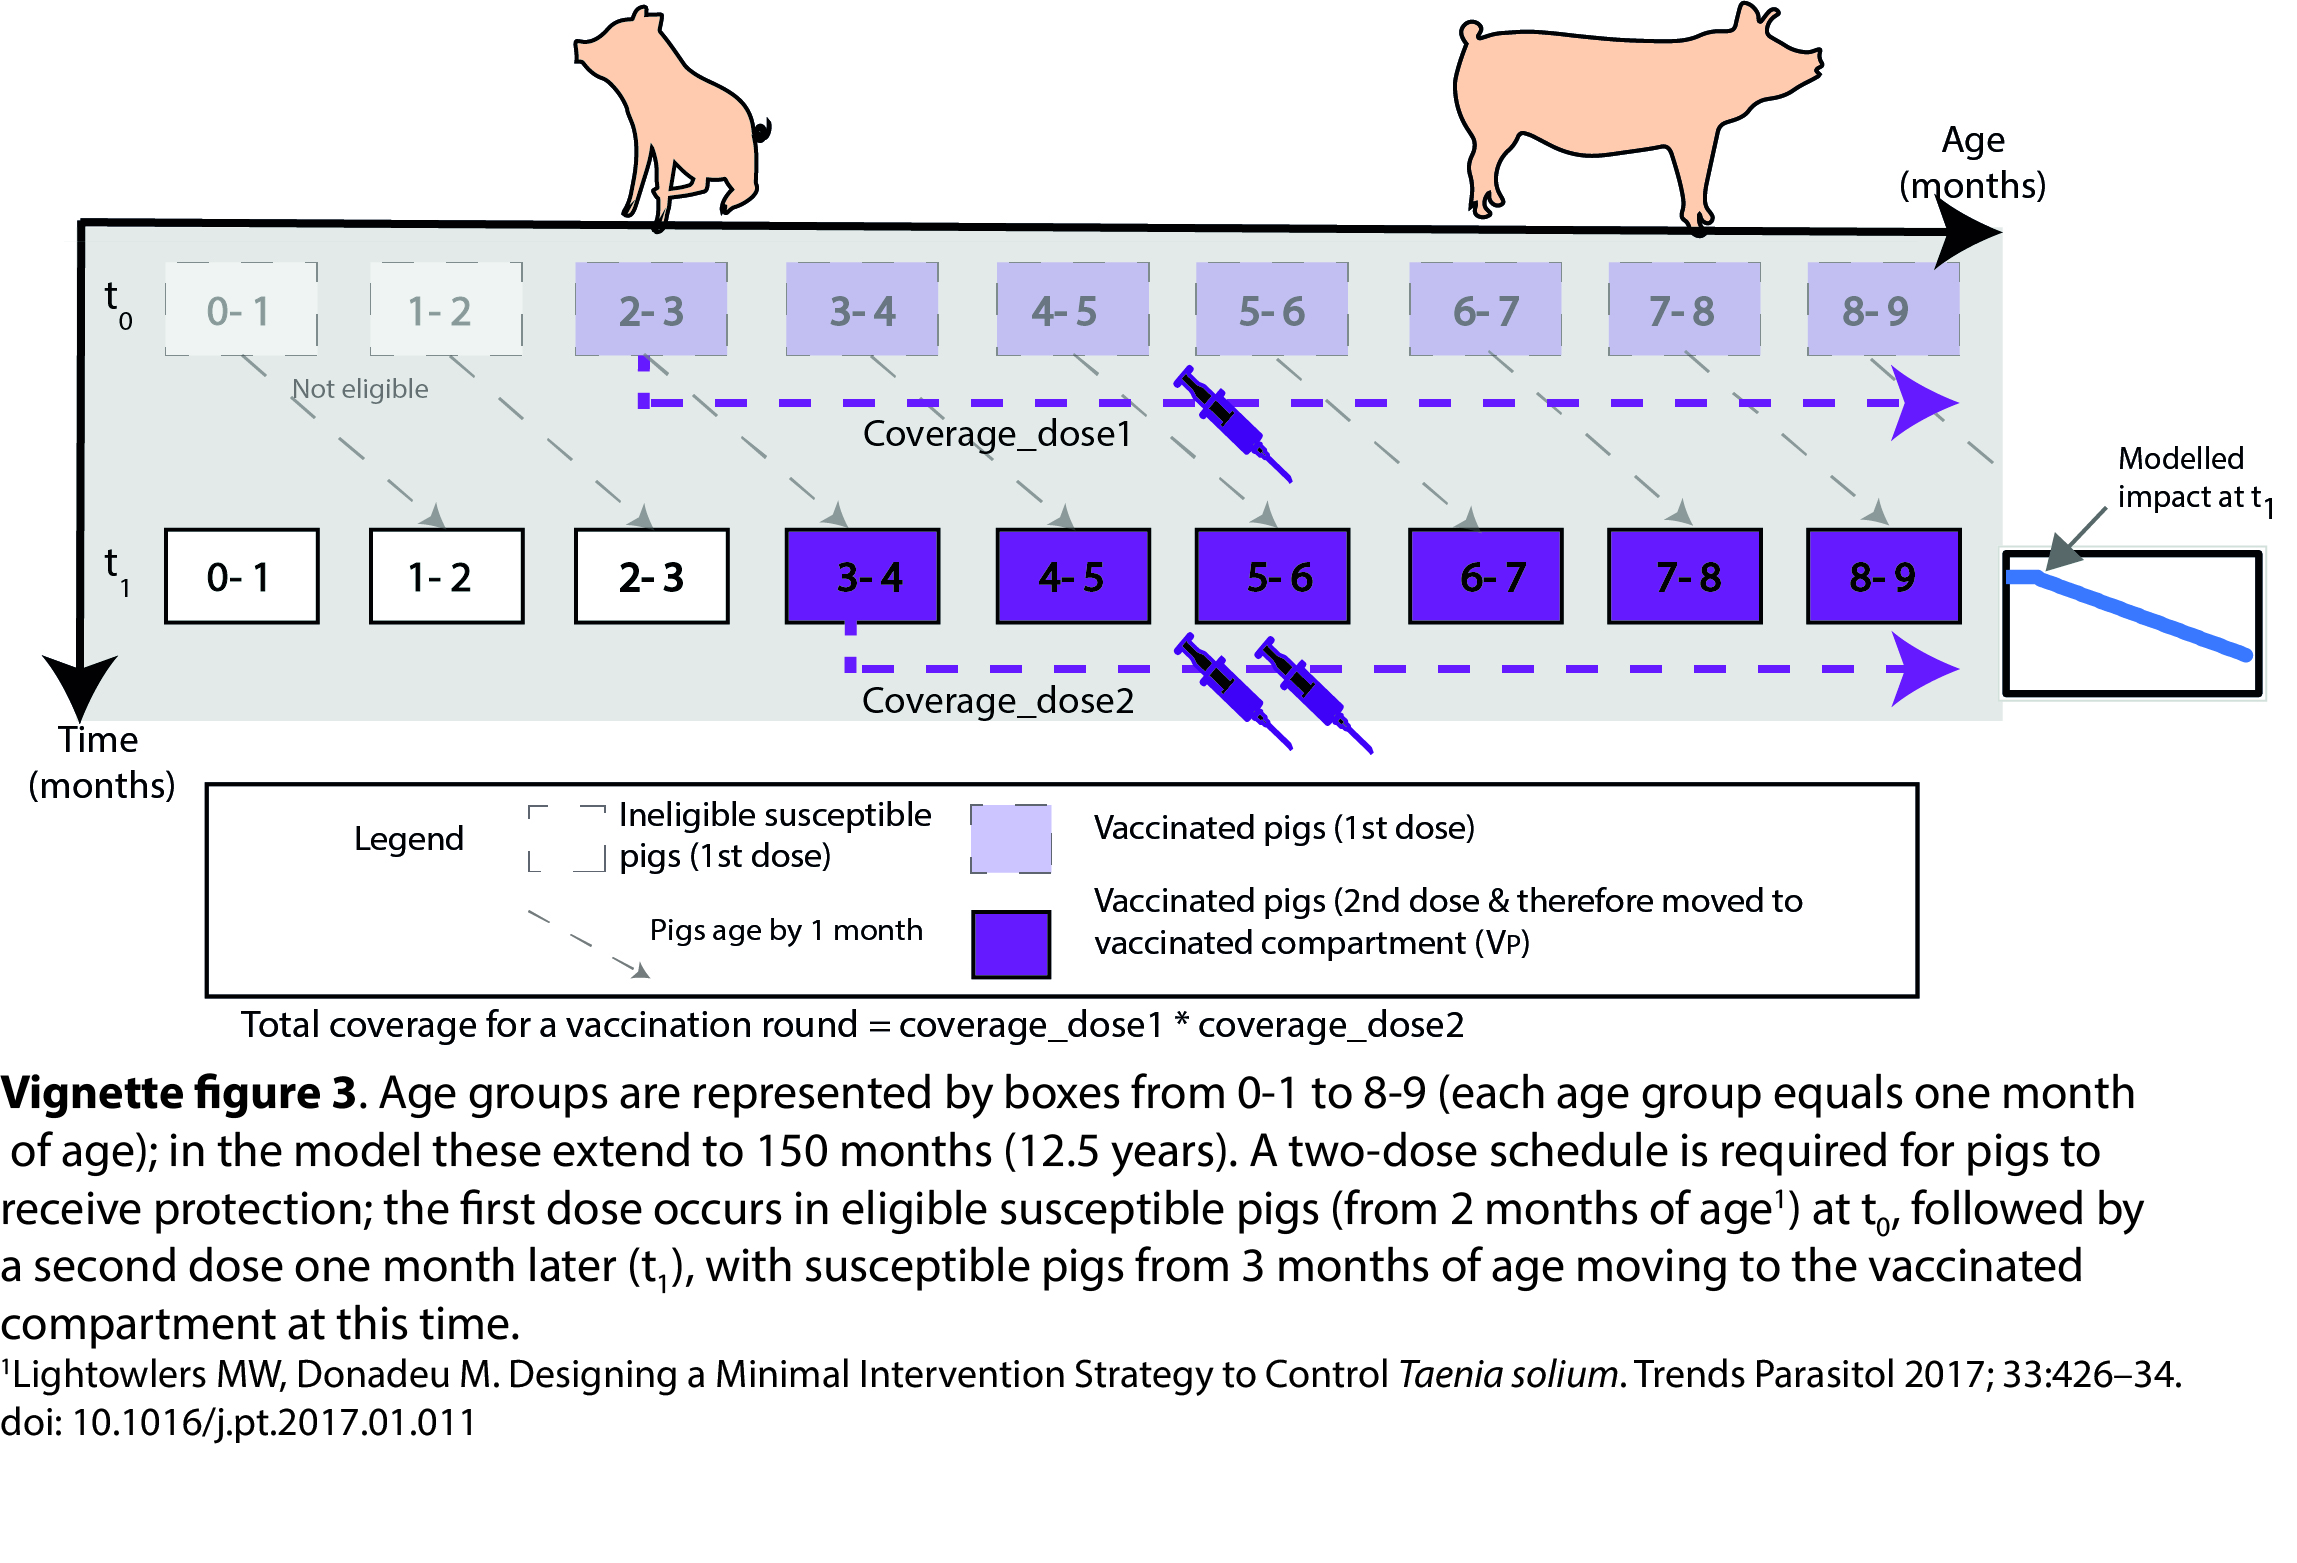 Age
(months)
t0
0- 1
1- 2
2- 3
3- 4
4- 5
5- 6
6- 7
7- 8
8- 9
Not eligible
Coverage_dose1
Modelled
impact at t1
t1
0- 1
1- 2
2- 3
3- 4
4- 5
5- 6
6- 7
7- 8
8- 9
Coverage_dose2
Time
(months)
Legend
Ineligible susceptible
pigs (1st dose)
Vaccinated pigs (1st dose)
Pigs age by 1 month
Vaccinated pigs (2nd dose & therefore moved to
vaccinated compartment (VP)
Total coverage for a vaccination round = coverage_dose1 * coverage_dose2
Vignette figure 3. Age groups are represented by boxes from 0-1 to 8-9 (each age group equals one month
of age); in the model these extend to 150 months (12.5 years). A two-dose schedule is required for pigs to
receive protection; the first dose occurs in eligible susceptible pigs (from 2 months of age1) at t0, followed by
a second dose one month later (t1), with susceptible pigs from 3 months of age moving to the vaccinated
compartment at this time.
1Lightowlers MW, Donadeu M. Designing a Minimal Intervention Strategy to Control Taenia solium. Trends Parasitol 2017; 33:426–34.
doi: 10.1016/j.pt.2017.01.011